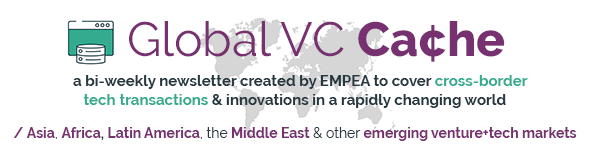 Global VC Ca¢he
a bi-weekly newsletter created by EMPEA to cover cross-border
tech transactions & innovations in a rapidly changing world
/ Asia, Africa, Latin America, the Middle East & other emerging venture+tech markets